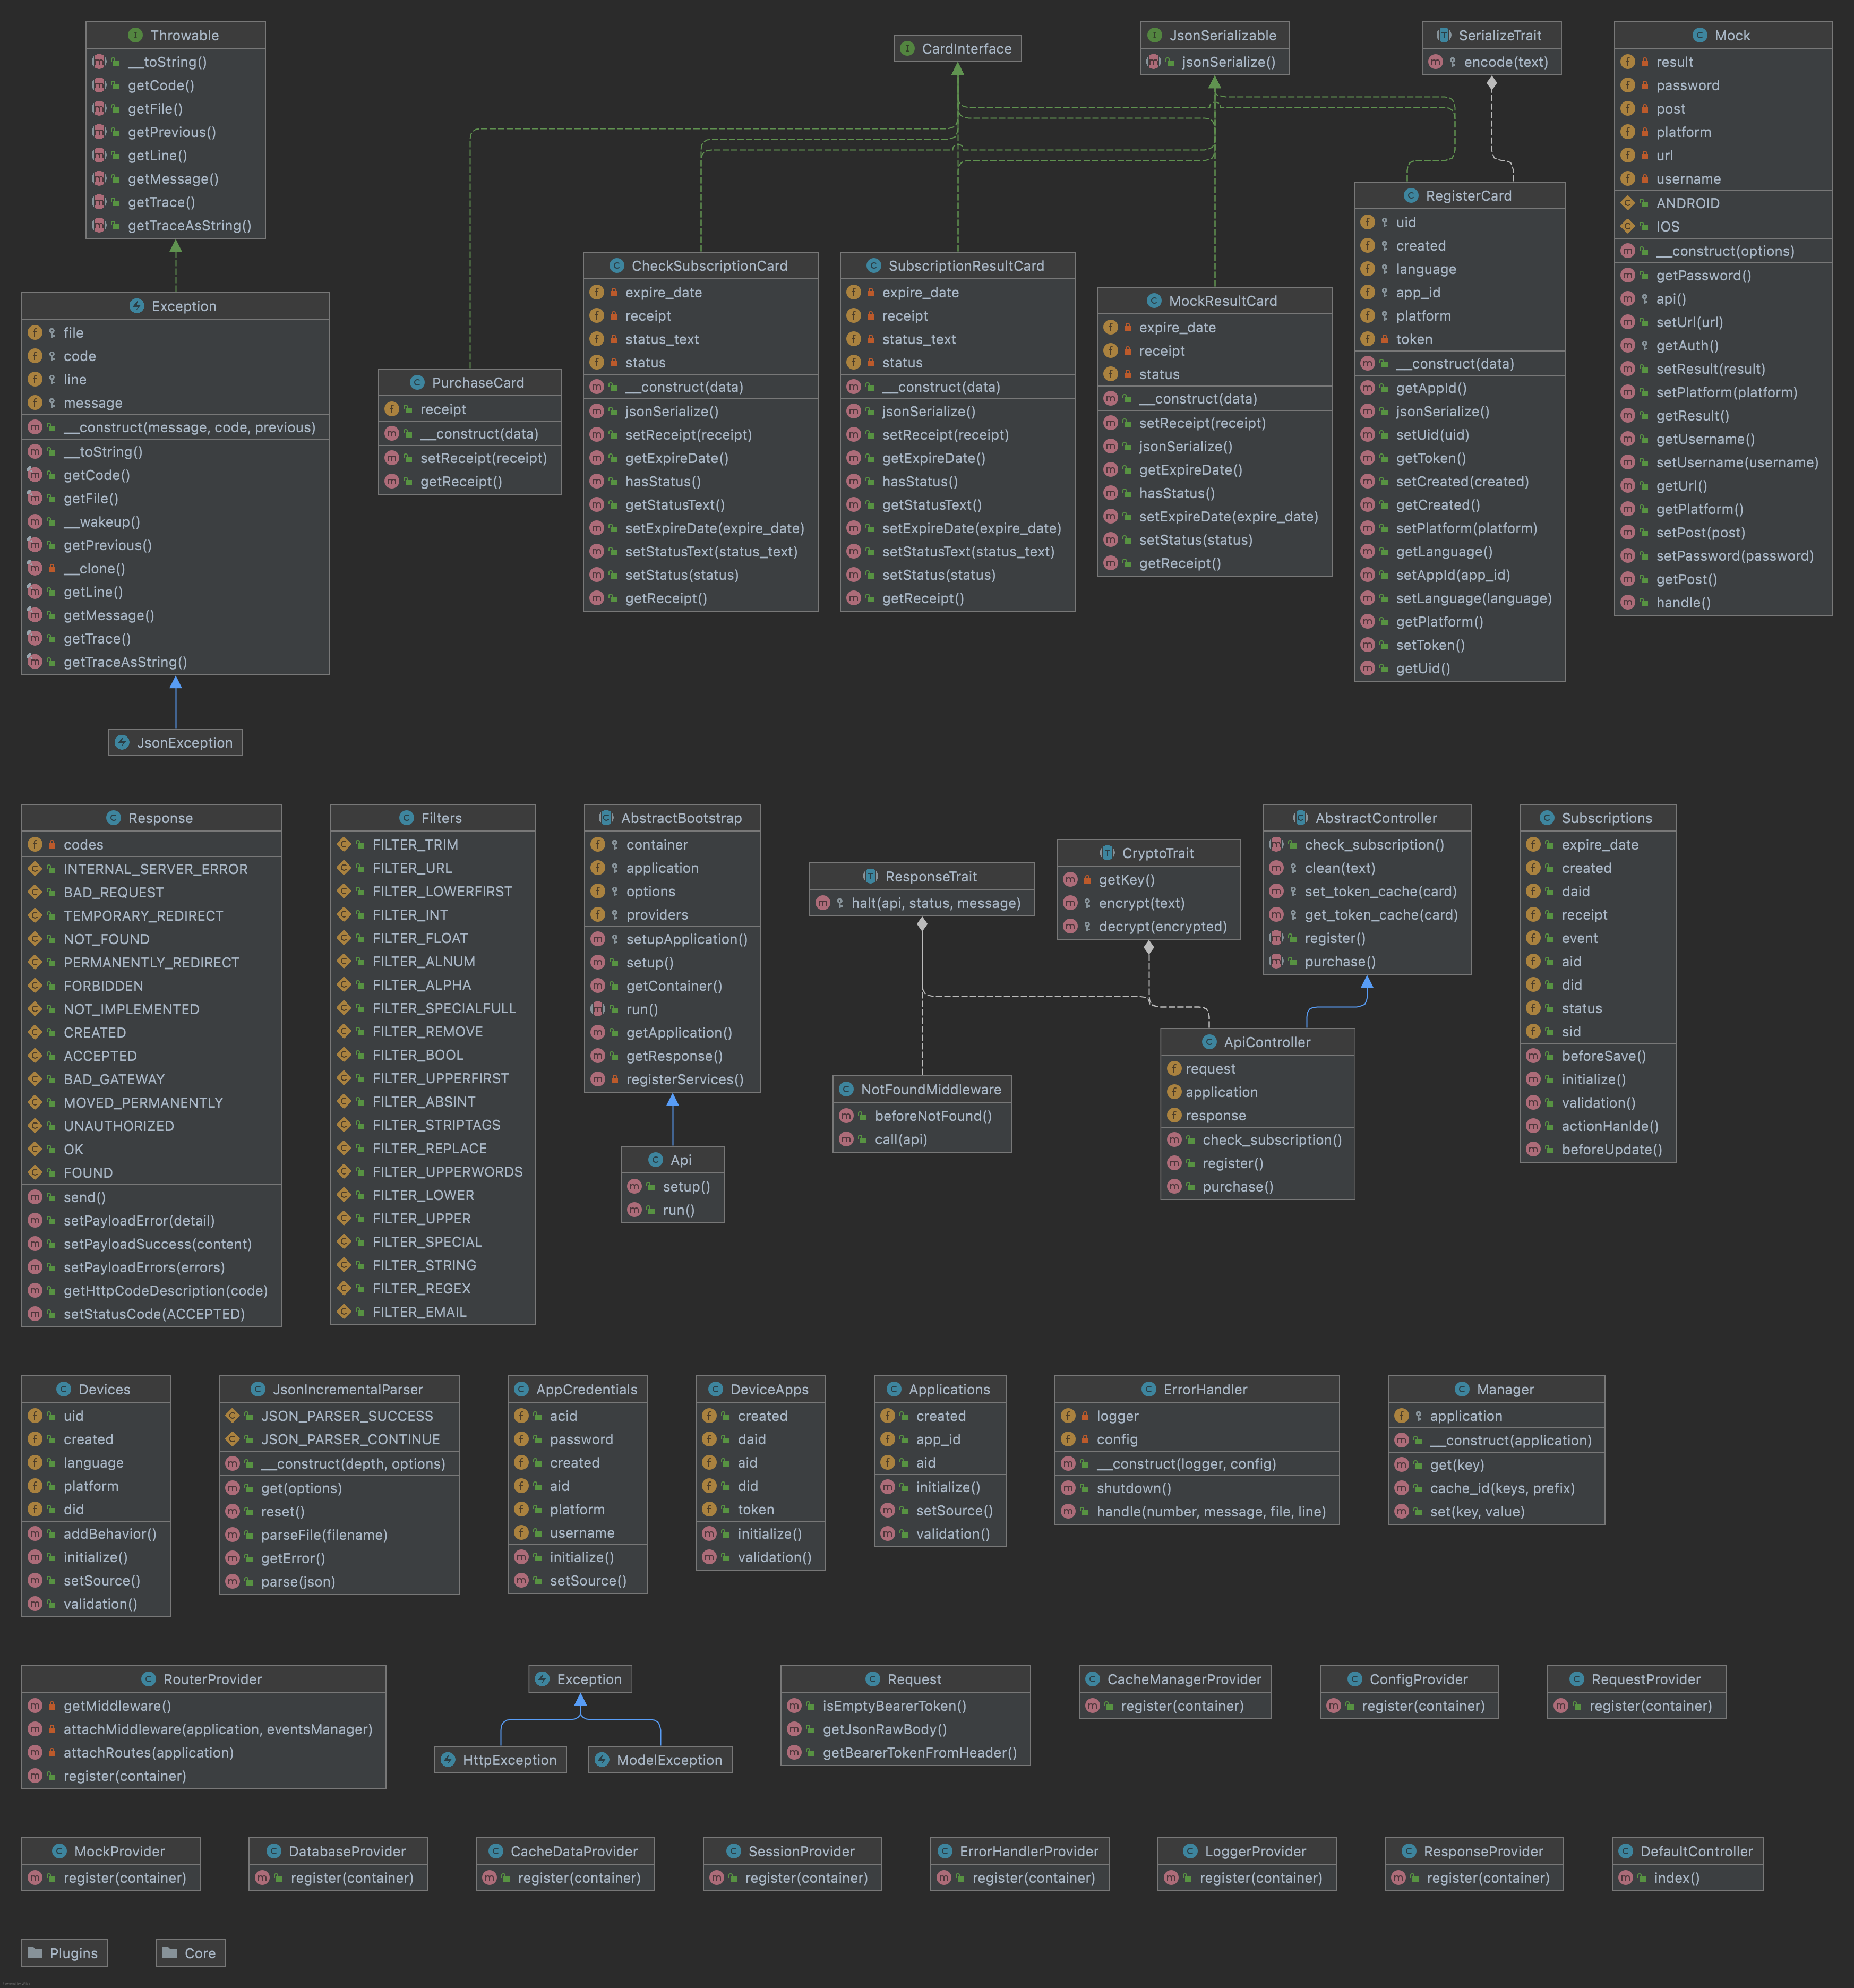 Throwable
__toString()
getCode()
getFile()
getPrevious()
getLine()
getMessage()
getTrace()
getTraceAsString()
Exception
file
code
line
message
__construct(message, code, previous)
__toString()
getCode()
getFile()
__wakeup()
getPrevious()
__clone()
getLine()
getMessage()
getTrace()
getTraceAsString()
JsonException
CardInterface
JsonSerializable
jsonSerialize()
SerializeTrait
encode(text)
PurchaseCard
receipt
__construct(data)
setReceipt(receipt)
getReceipt()
CheckSubscriptionCard
expire_date
receipt
status_text
status
__construct(data)
jsonSerialize()
setReceipt(receipt)
getExpireDate()
hasStatus()
getStatusText()
setExpireDate(expire_date)
setStatusText(status_text)
setStatus(status)
getReceipt()
SubscriptionResultCard
expire_date
receipt
status_text
status
__construct(data)
jsonSerialize()
setReceipt(receipt)
getExpireDate()
hasStatus()
getStatusText()
setExpireDate(expire_date)
setStatusText(status_text)
setStatus(status)
getReceipt()
MockResultCard
expire_date
receipt
status
__construct(data)
setReceipt(receipt)
jsonSerialize()
getExpireDate()
hasStatus()
setExpireDate(expire_date)
setStatus(status)
getReceipt()
RegisterCard
uid
created
language
app_id
platform
token
__construct(data)
getAppId()
jsonSerialize()
setUid(uid)
getToken()
setCreated(created)
getCreated()
setPlatform(platform)
getLanguage()
setAppId(app_id)
setLanguage(language)
getPlatform()
setToken()
getUid()
Mock
result
password
post
platform
url
username
ANDROID
IOS
__construct(options)
getPassword()
api()
setUrl(url)
getAuth()
setResult(result)
setPlatform(platform)
getResult()
getUsername()
setUsername(username)
getUrl()
getPlatform()
setPost(post)
setPassword(password)
getPost()
handle()
Response
codes
INTERNAL_SERVER_ERROR
BAD_REQUEST
TEMPORARY_REDIRECT
NOT_FOUND
PERMANENTLY_REDIRECT
FORBIDDEN
NOT_IMPLEMENTED
CREATED
ACCEPTED
BAD_GATEWAY
MOVED_PERMANENTLY
UNAUTHORIZED
OK
FOUND
send()
setPayloadError(detail)
setPayloadSuccess(content)
setPayloadErrors(errors)
getHttpCodeDescription(code)
setStatusCode(ACCEPTED)
Filters
FILTER_TRIM
FILTER_URL
FILTER_LOWERFIRST
FILTER_INT
FILTER_FLOAT
FILTER_ALNUM
FILTER_ALPHA
FILTER_SPECIALFULL
FILTER_REMOVE
FILTER_BOOL
FILTER_UPPERFIRST
FILTER_ABSINT
FILTER_STRIPTAGS
FILTER_REPLACE
FILTER_UPPERWORDS
FILTER_LOWER
FILTER_UPPER
FILTER_SPECIAL
FILTER_STRING
FILTER_REGEX
FILTER_EMAIL
AbstractBootstrap
container
application
options
providers
setupApplication()
setup()
getContainer()
run()
getApplication()
getResponse()
registerServices()
Api
setup()
run()
ResponseTrait
halt(api, status, message)
NotFoundMiddleware
beforeNotFound()
call(api)
CryptoTrait
getKey()
encrypt(text)
decrypt(encrypted)
AbstractController
check_subscription()
clean(text)
set_token_cache(card)
get_token_cache(card)
register()
purchase()
ApiController
request
application
response
check_subscription()
register()
purchase()
Subscriptions
expire_date
created
daid
receipt
event
aid
did
status
sid
beforeSave()
initialize()
validation()
actionHanlde()
beforeUpdate()
Devices
uid
created
language
platform
did
addBehavior()
initialize()
setSource()
validation()
JsonIncrementalParser
JSON_PARSER_SUCCESS
JSON_PARSER_CONTINUE
__construct(depth, options)
get(options)
reset()
parseFile(filename)
getError()
parse(json)
AppCredentials
acid
password
created
aid
platform
username
initialize()
setSource()
DeviceApps
created
daid
aid
did
token
initialize()
validation()
Applications
created
app_id
aid
initialize()
setSource()
validation()
ErrorHandler
logger
config
__construct(logger, config)
shutdown()
handle(number, message, file, line)
Manager
application
__construct(application)
get(key)
cache_id(keys, prefix)
set(key, value)
RouterProvider
getMiddleware()
attachMiddleware(application, eventsManager)
attachRoutes(application)
register(container)
Exception
HttpException
ModelException
Request
isEmptyBearerToken()
getJsonRawBody()
getBearerTokenFromHeader()
CacheManagerProvider
register(container)
ConfigProvider
register(container)
RequestProvider
register(container)
MockProvider
register(container)
DatabaseProvider
register(container)
CacheDataProvider
register(container)
SessionProvider
register(container)
ErrorHandlerProvider
register(container)
LoggerProvider
register(container)
ResponseProvider
register(container)
DefaultController
index()
Plugins
Core